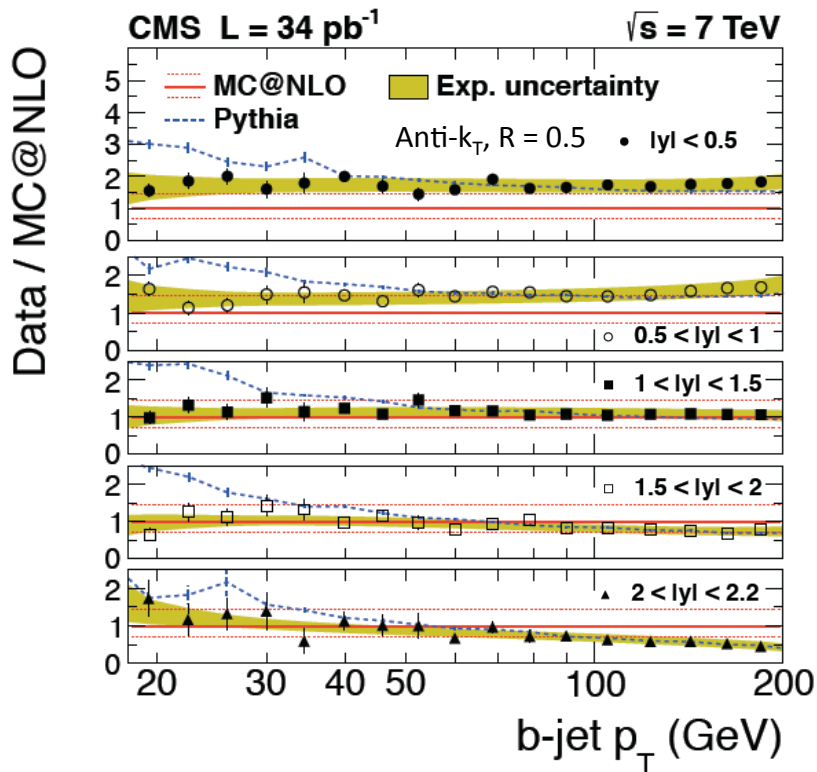 CMS L = 34 pb⁻¹ √s = 7 TeV
Data / MC@NLO
MC@NLO Exp. uncertainty
Pythia
Anti-k_T, R = 0.5 |y| < 0.5
5
4
3
2
1
0
0.5 < |y| < 1
2
1
0
1 < |y| < 1.5
2
1
0
1.5 < |y| < 2
2
1
0
2 < |y| < 2.2
2
1
0
20 30 40 50 100 200
b-jet p_T (GeV)